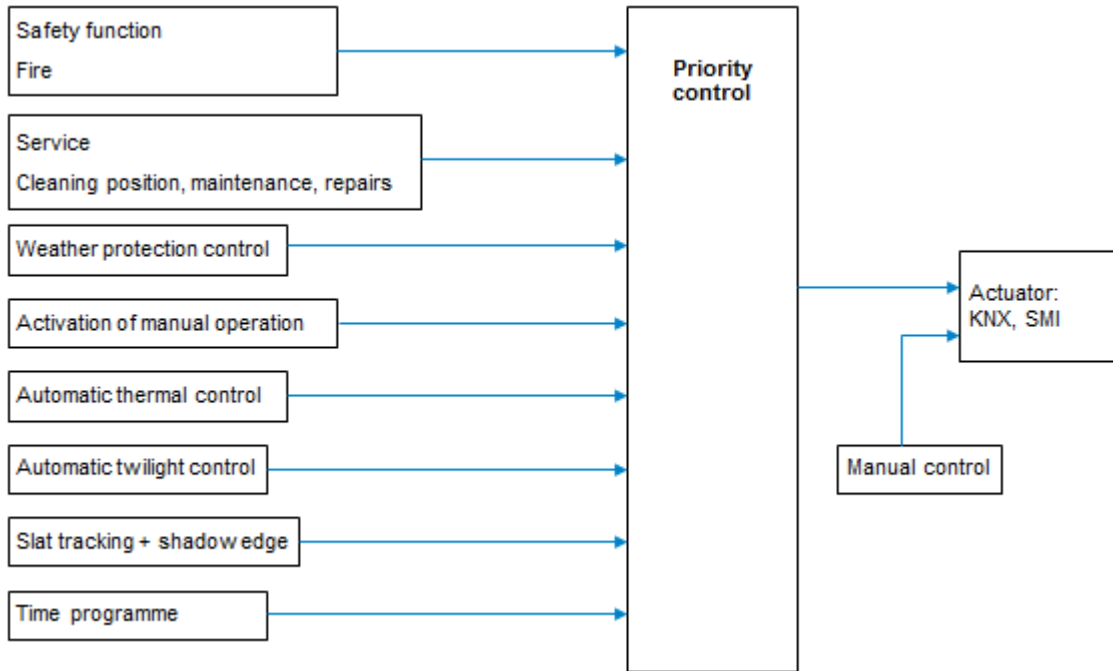 Safety function
Fire
Priority
control
Service
Cleaning position, maintenance, repairs
Weather protection control
Activation of manual operation
Actuator:
KNX, SMI
Automatic thermal control
Automatic twilight control
Manual control
Slat tracking + shadow edge
Time programme